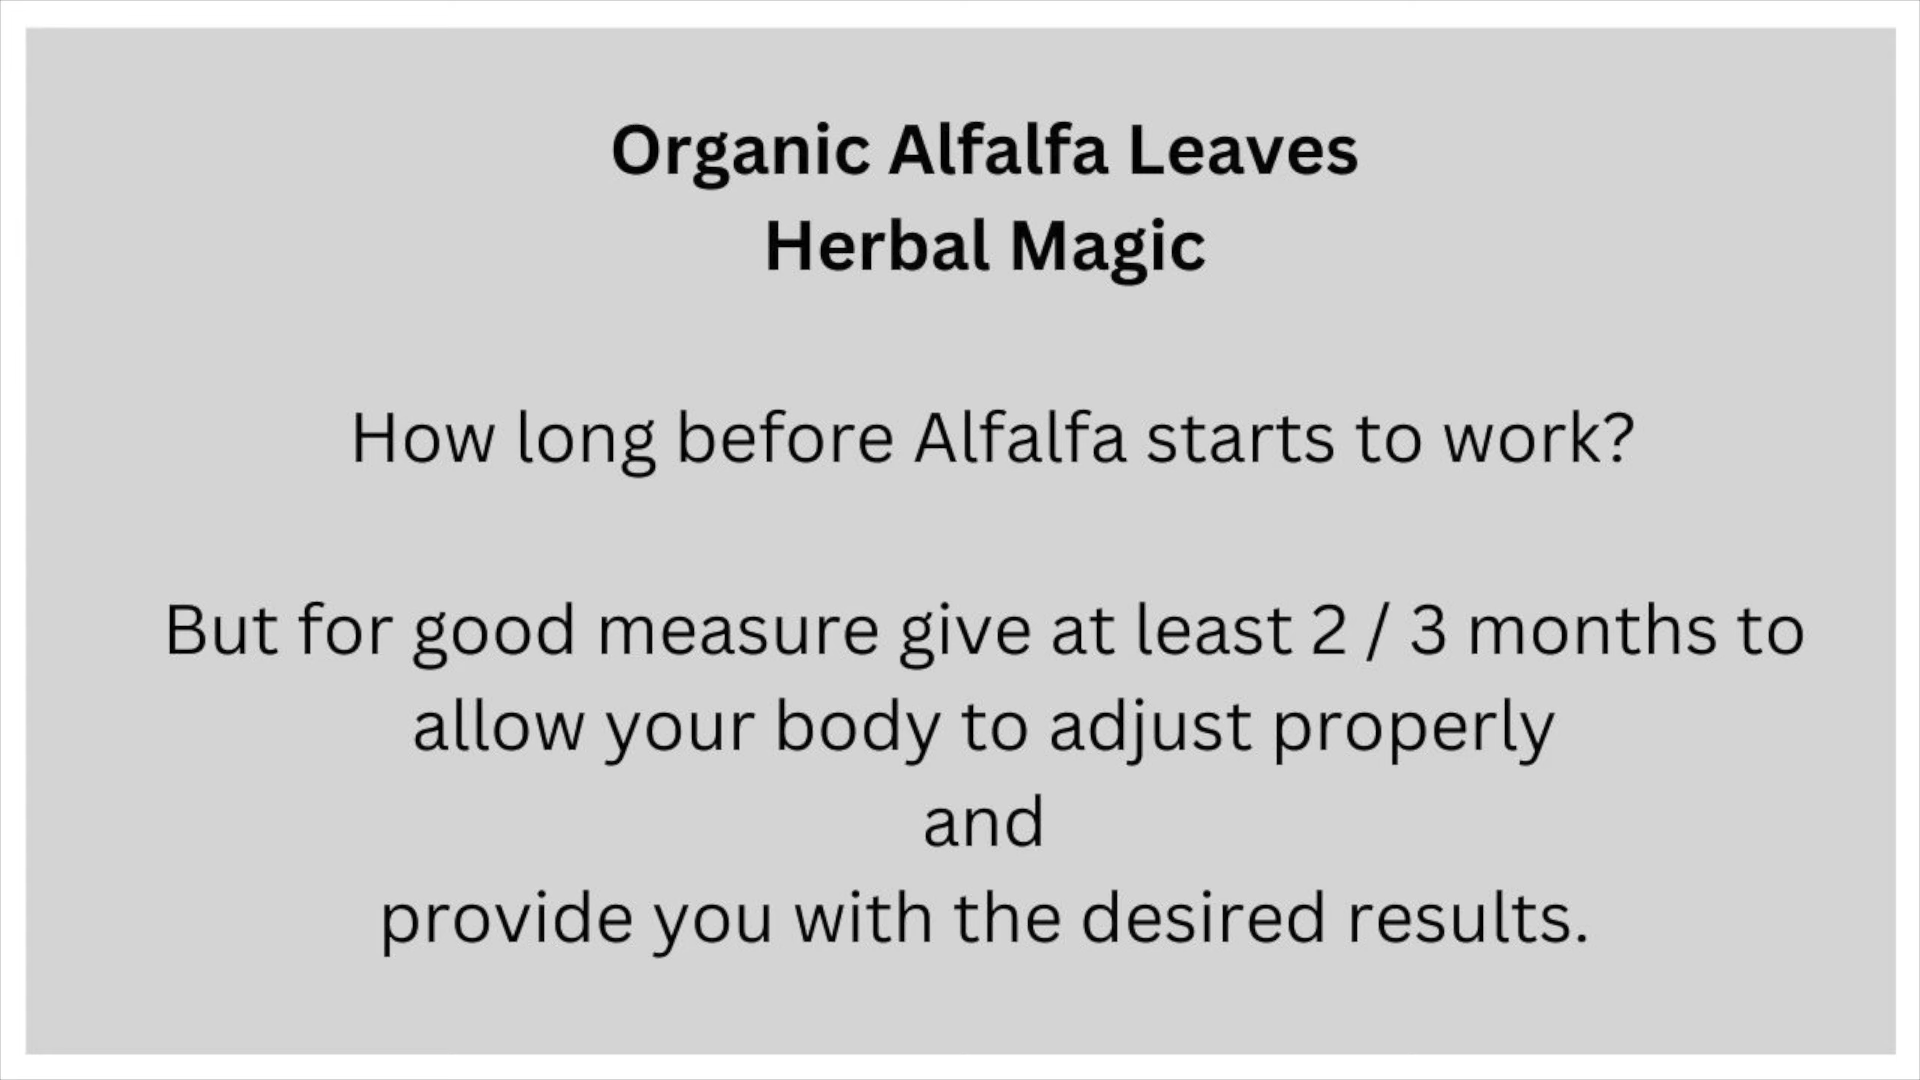 Organic Alfalfa Leaves
Herbal Magic
How long before Alfalfa starts to work?
But for good measure give at least 2 / 3 months to
allow your body to adjust properly
and
provide you with the desired results.